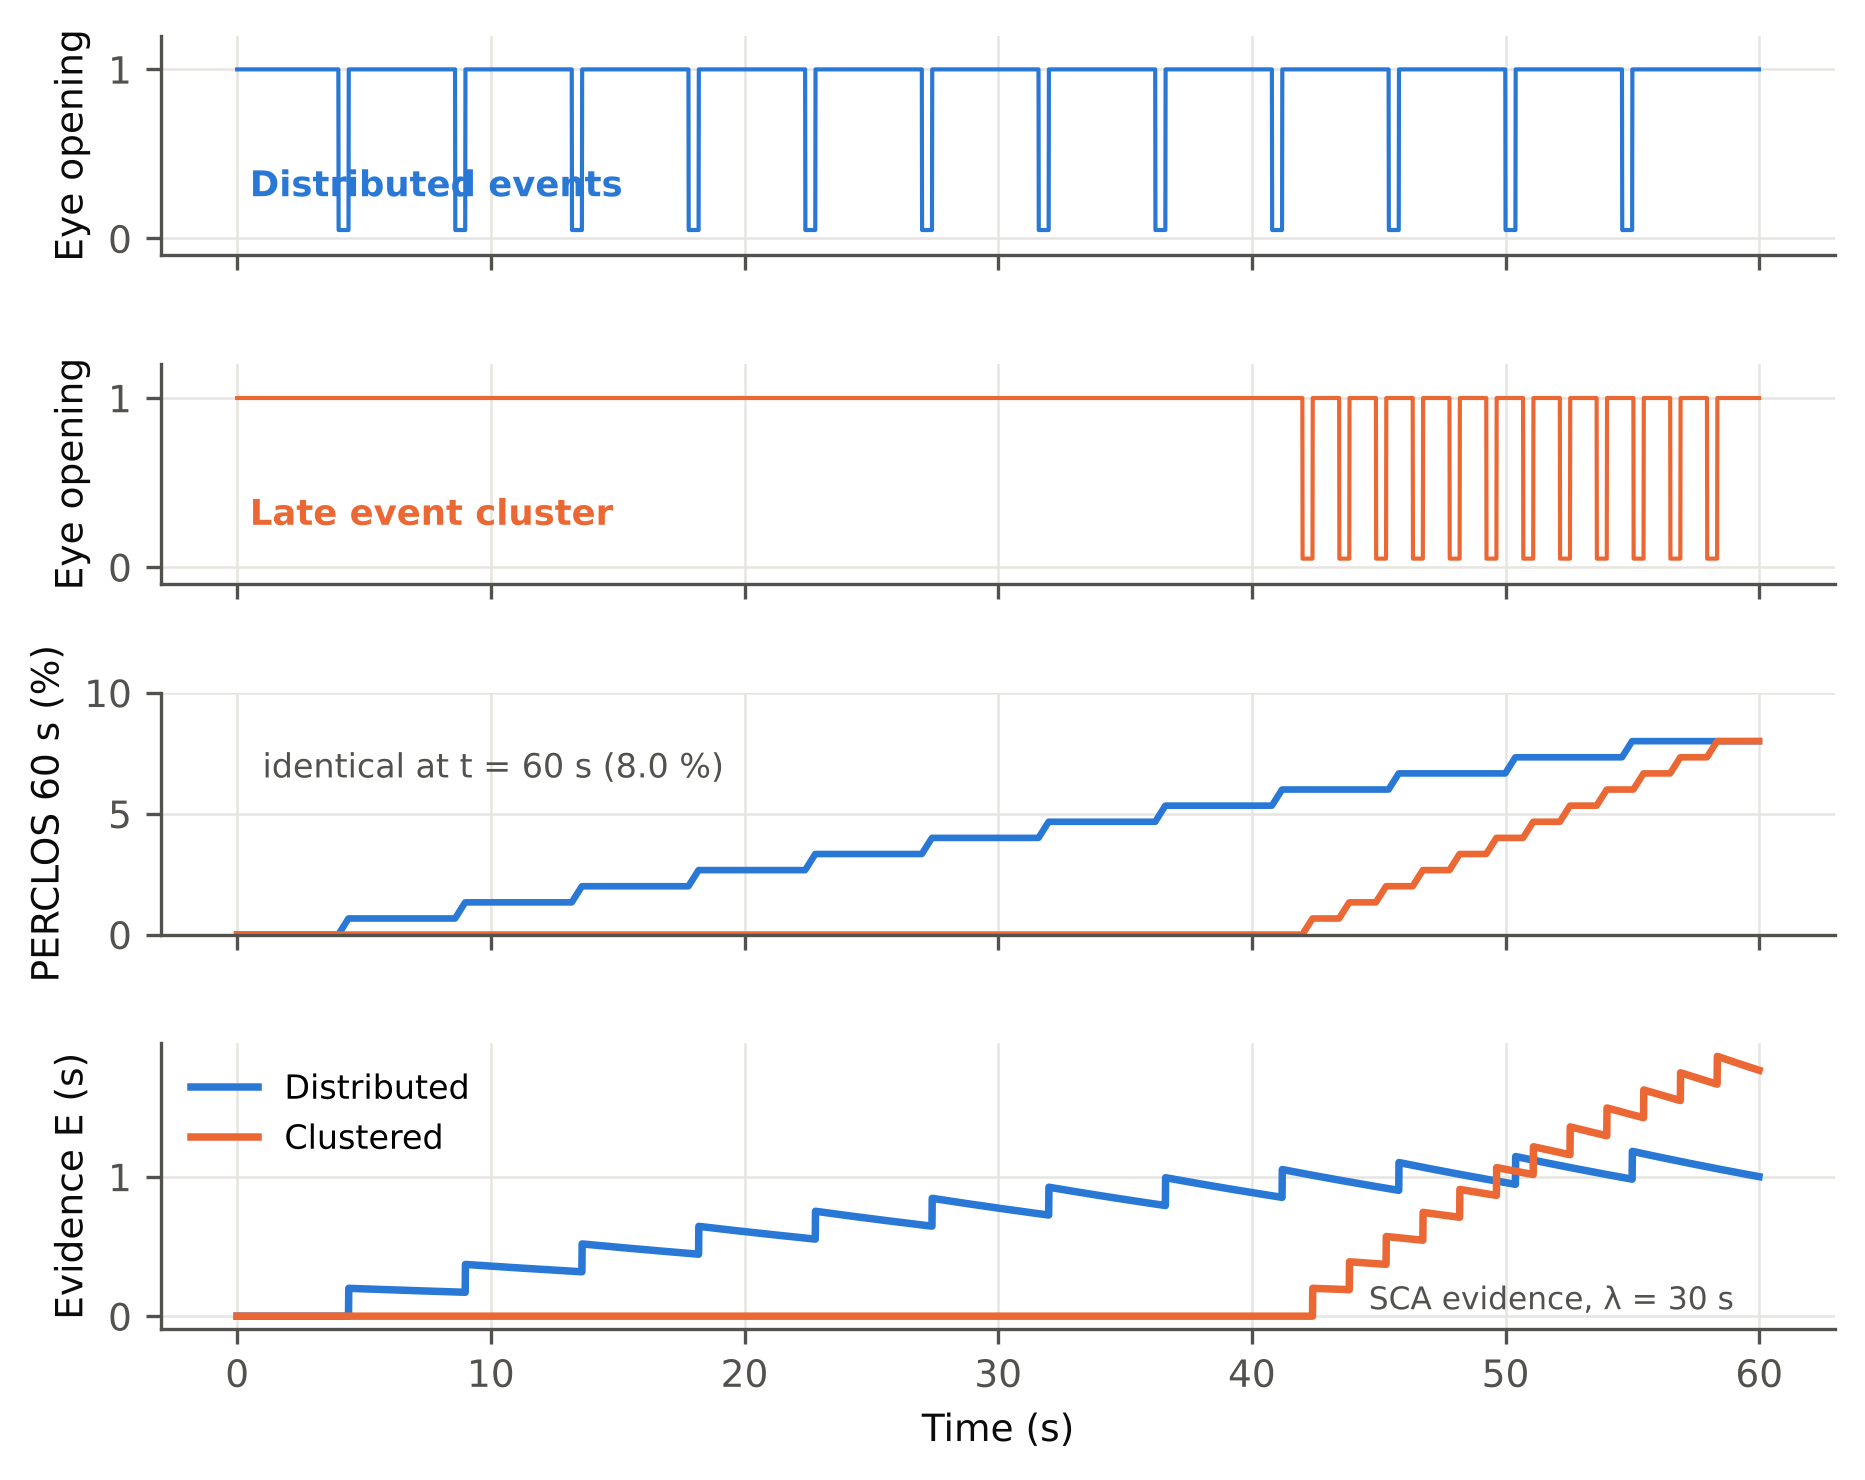 Eye opening
1
0
Distributed events
Eye opening
1
0
Late event cluster
PERCLOS 60 s (%)
10
5
0
identical at t = 60 s (8.0 %)
Evidence E (s)
1
0
Distributed
Clustered
SCA evidence, λ = 30 s
0 10 20 30 40 50 60
Time (s)